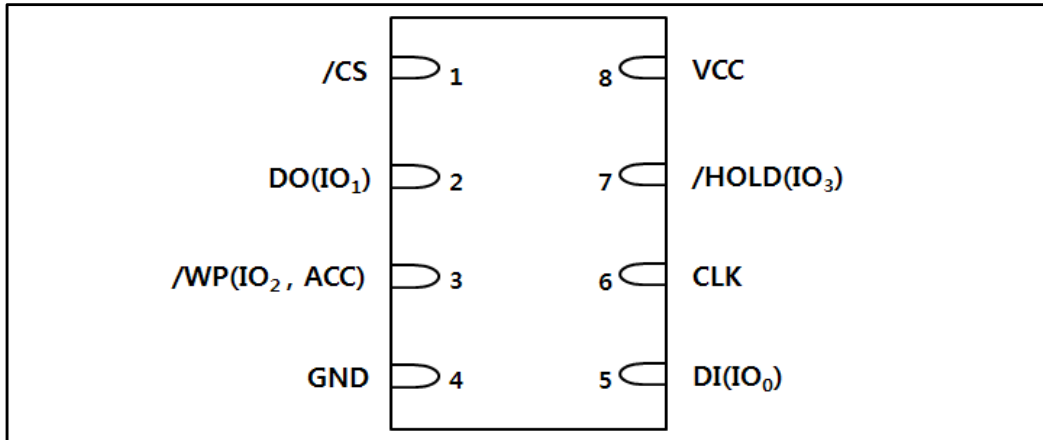 /CS 1 8 VCC
DO(IO₁) 2 7 /HOLD(IO₃)
/WP(IO₂ , ACC) 3 6 CLK
GND 4 5 DI(IO₀)